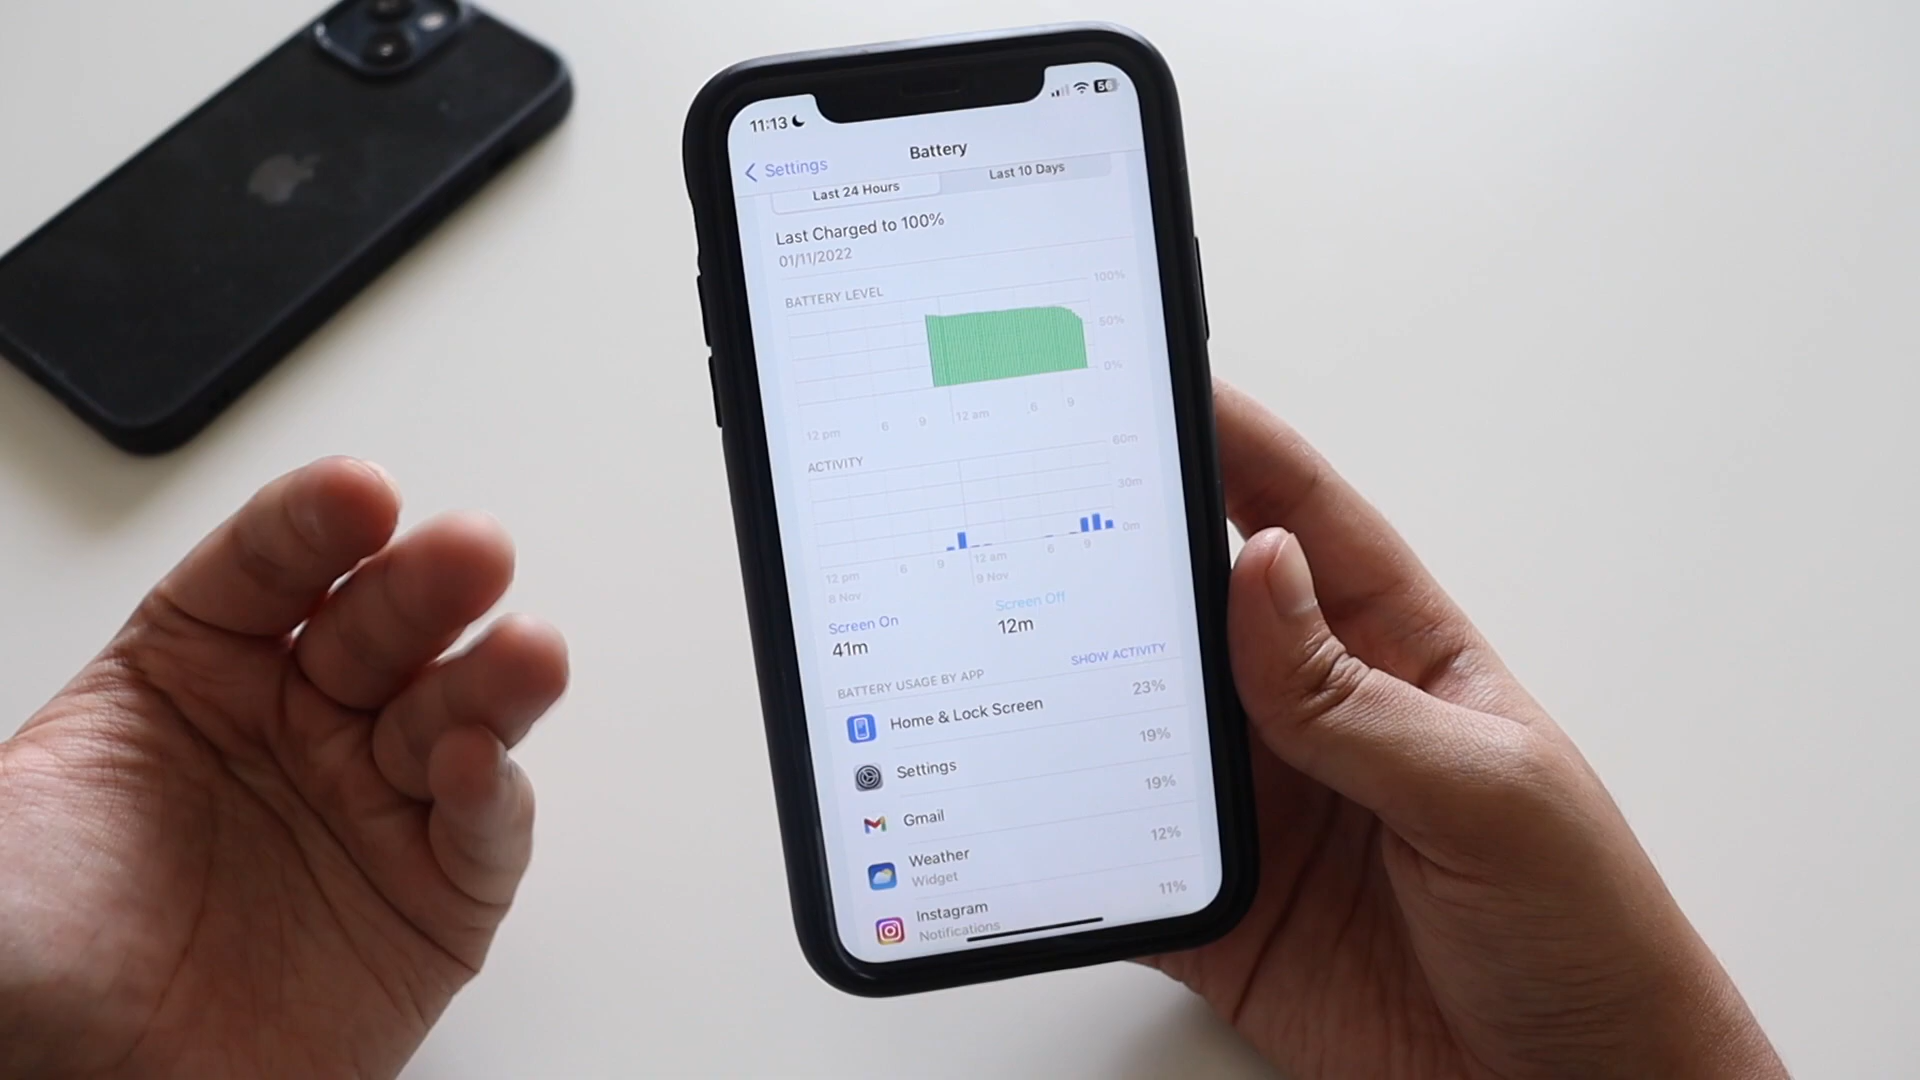 11:13
56
Settings
Battery
Last 24 Hours
Last 10 Days
Last Charged to 100%
01/11/2022
BATTERY LEVEL
100%
50%
0%
12 pm
6
9
12 am
6
9
ACTIVITY
60m
30m
0m
12 pm
6
9
12 am
6
9
8 Nov
9 Nov
Screen On
Screen Off
41m
12m
BATTERY USAGE BY APP
SHOW ACTIVITY
Home & Lock Screen
23%
Settings
19%
Gmail
19%
Weather
Widget
12%
Instagram
Notifications
11%